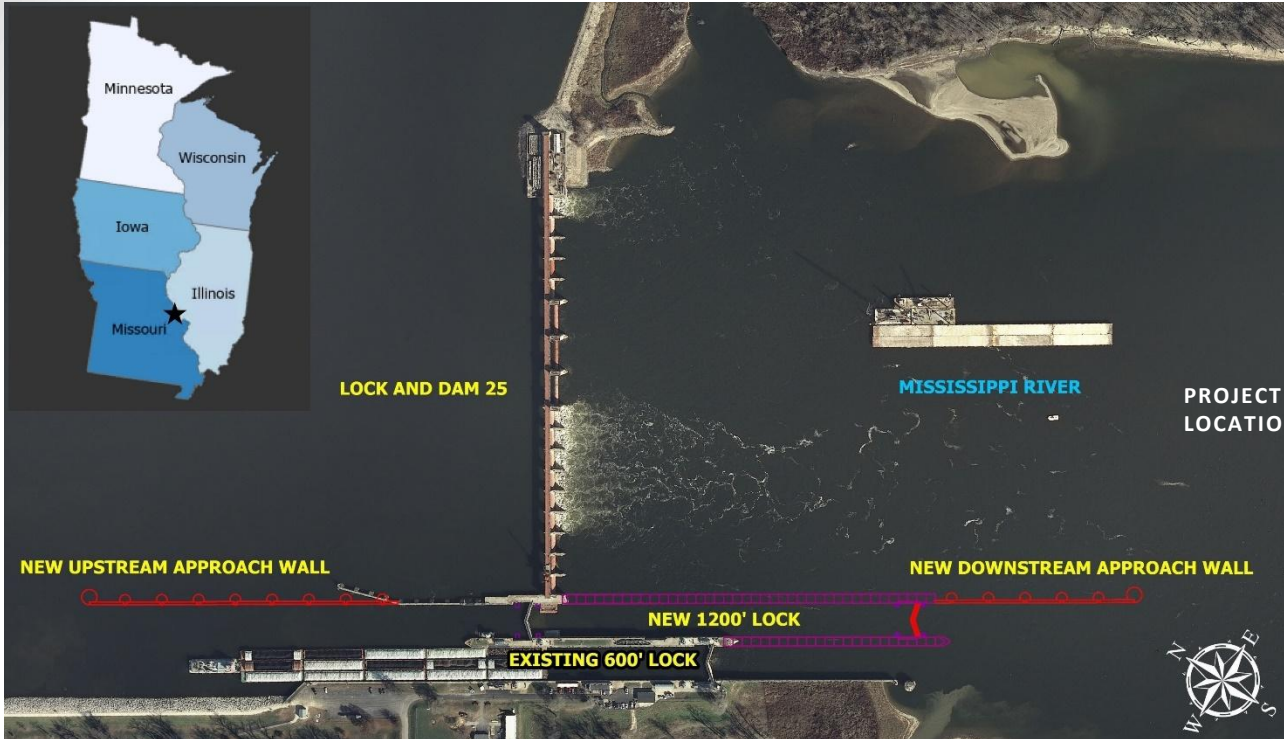 Minnesota
Wisconsin
Iowa
Illinois
Missouri
LOCK AND DAM 25
MISSISSIPPI RIVER
PROJECT
LOCATIO
NEW UPSTREAM APPROACH WALL
NEW DOWNSTREAM APPROACH WALL
NEW 1200' LOCK
EXISTING 600' LOCK
N
E
W
S